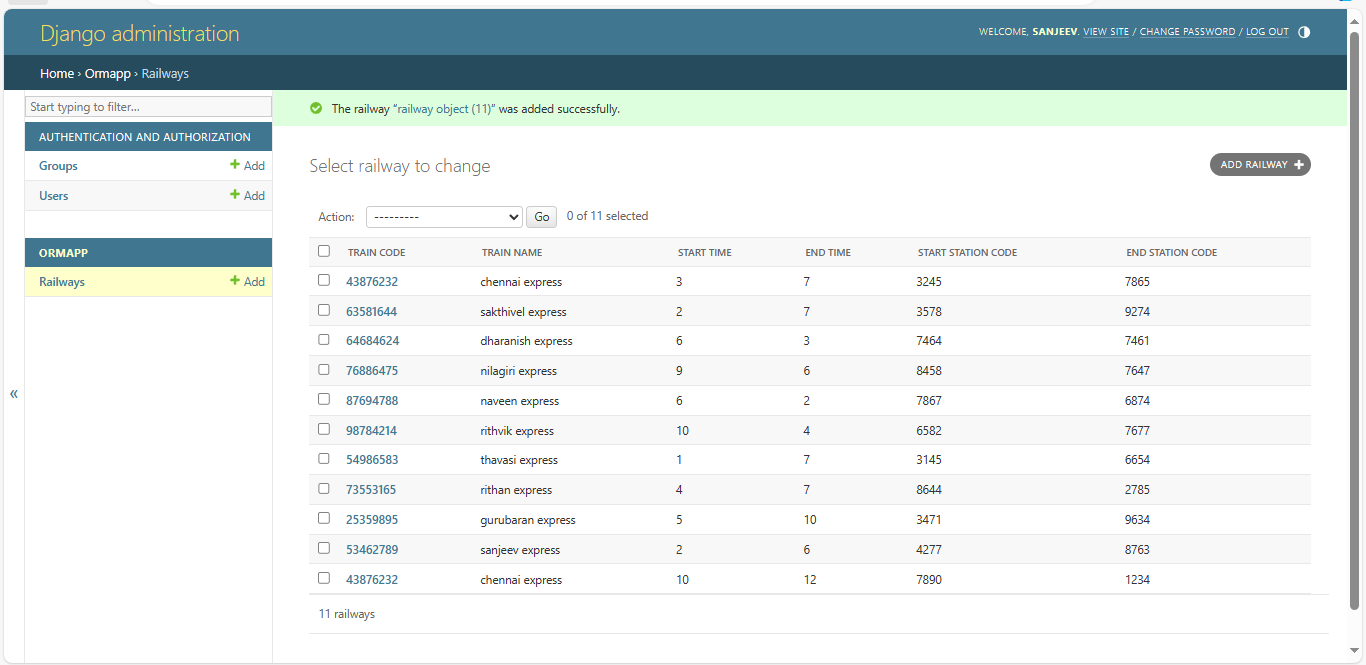 Django administration
WELCOME, SANJEEV. VIEW SITE / CHANGE PASSWORD / LOG OUT
Home › Ormapp › Railways
Start typing to filter...
AUTHENTICATION AND AUTHORIZATION
Groups + Add
Users + Add
ORMAPP
Railways + Add
«
The railway “railway object (11)” was added successfully.
Select railway to change
ADD RAILWAY +
Action: --------- Go 0 of 11 selected
TRAIN CODE TRAIN NAME START TIME END TIME START STATION CODE END STATION CODE
43876232 chennai express 3 7 3245 7865
63581644 sakthivel express 2 7 3578 9274
64684624 dharanish express 6 3 7464 7461
76886475 nilagiri express 9 6 8458 7647
87694788 naveen express 6 2 7867 6874
98784214 rithvik express 10 4 6582 7677
54986583 thavasi express 1 7 3145 6654
73553165 rithan express 4 7 8644 2785
25359895 gurubaran express 5 10 3471 9634
53462789 sanjeev express 2 6 4277 8763
43876232 chennai express 10 12 7890 1234
11 railways